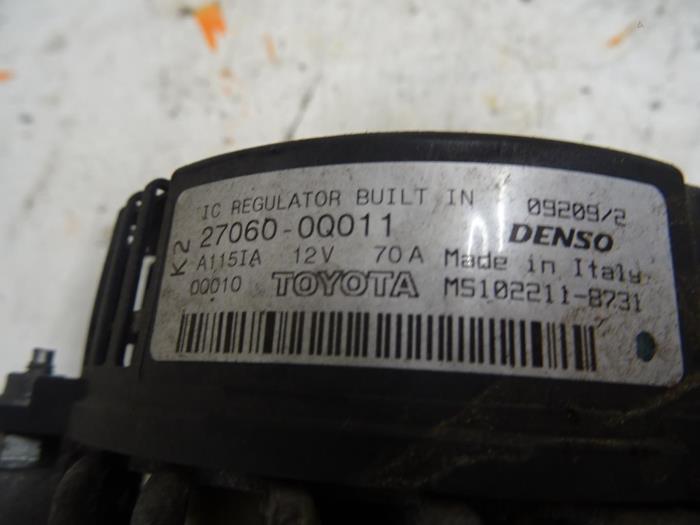 IC REGULATOR BUILT IN 09209/2
K2 27060-0Q011 DENSO
A115IA 12V 70A Made in Italy
00010 TOYOTA MS102211-8731